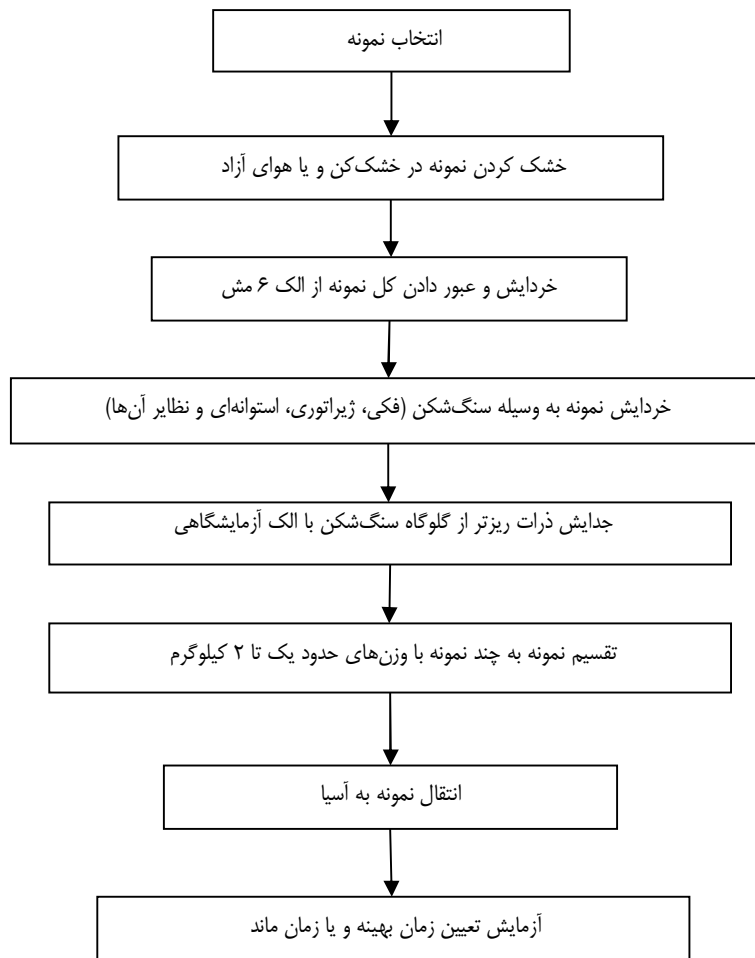 انتخاب نمونه
خشک کردن نمونه در خشک‌کن و یا هوای آزاد
خردایش و عبور دادن کل نمونه از الک ۶ مش
خردایش نمونه به وسیله سنگ‌شکن (فکی، ژیراتوری، استوانه‌ای و نظایر آن‌ها)
جدایش ذرات ریزتر از گلوگاه سنگ‌شکن با الک آزمایشگاهی
تقسیم نمونه به چند نمونه با وزن‌های حدود یک تا ۲ کیلوگرم
انتقال نمونه به آسیا
آزمایش تعیین زمان بهینه و یا زمان ماند